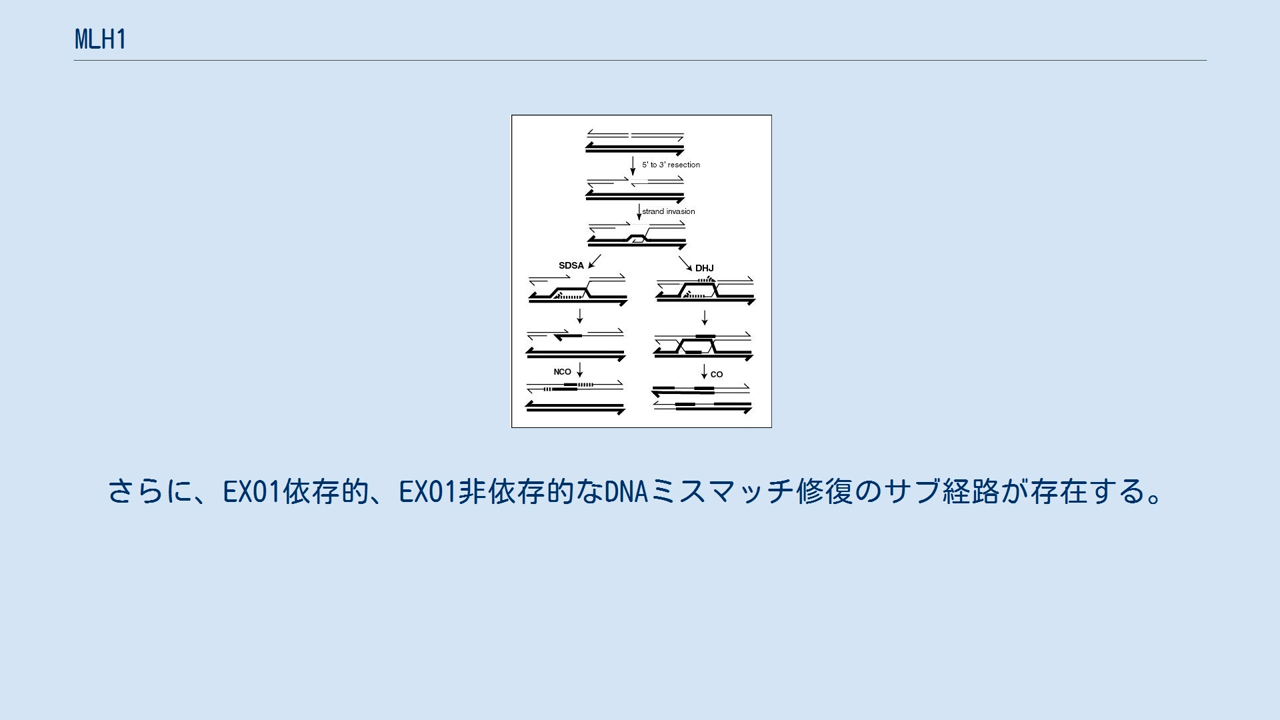 MLH1
5' to 3' resection
strand invasion
SDSA
DHJ
NCO
CO
さらに、EXO1依存的、EXO1非依存的なDNAミスマッチ修復のサブ経路が存在する。